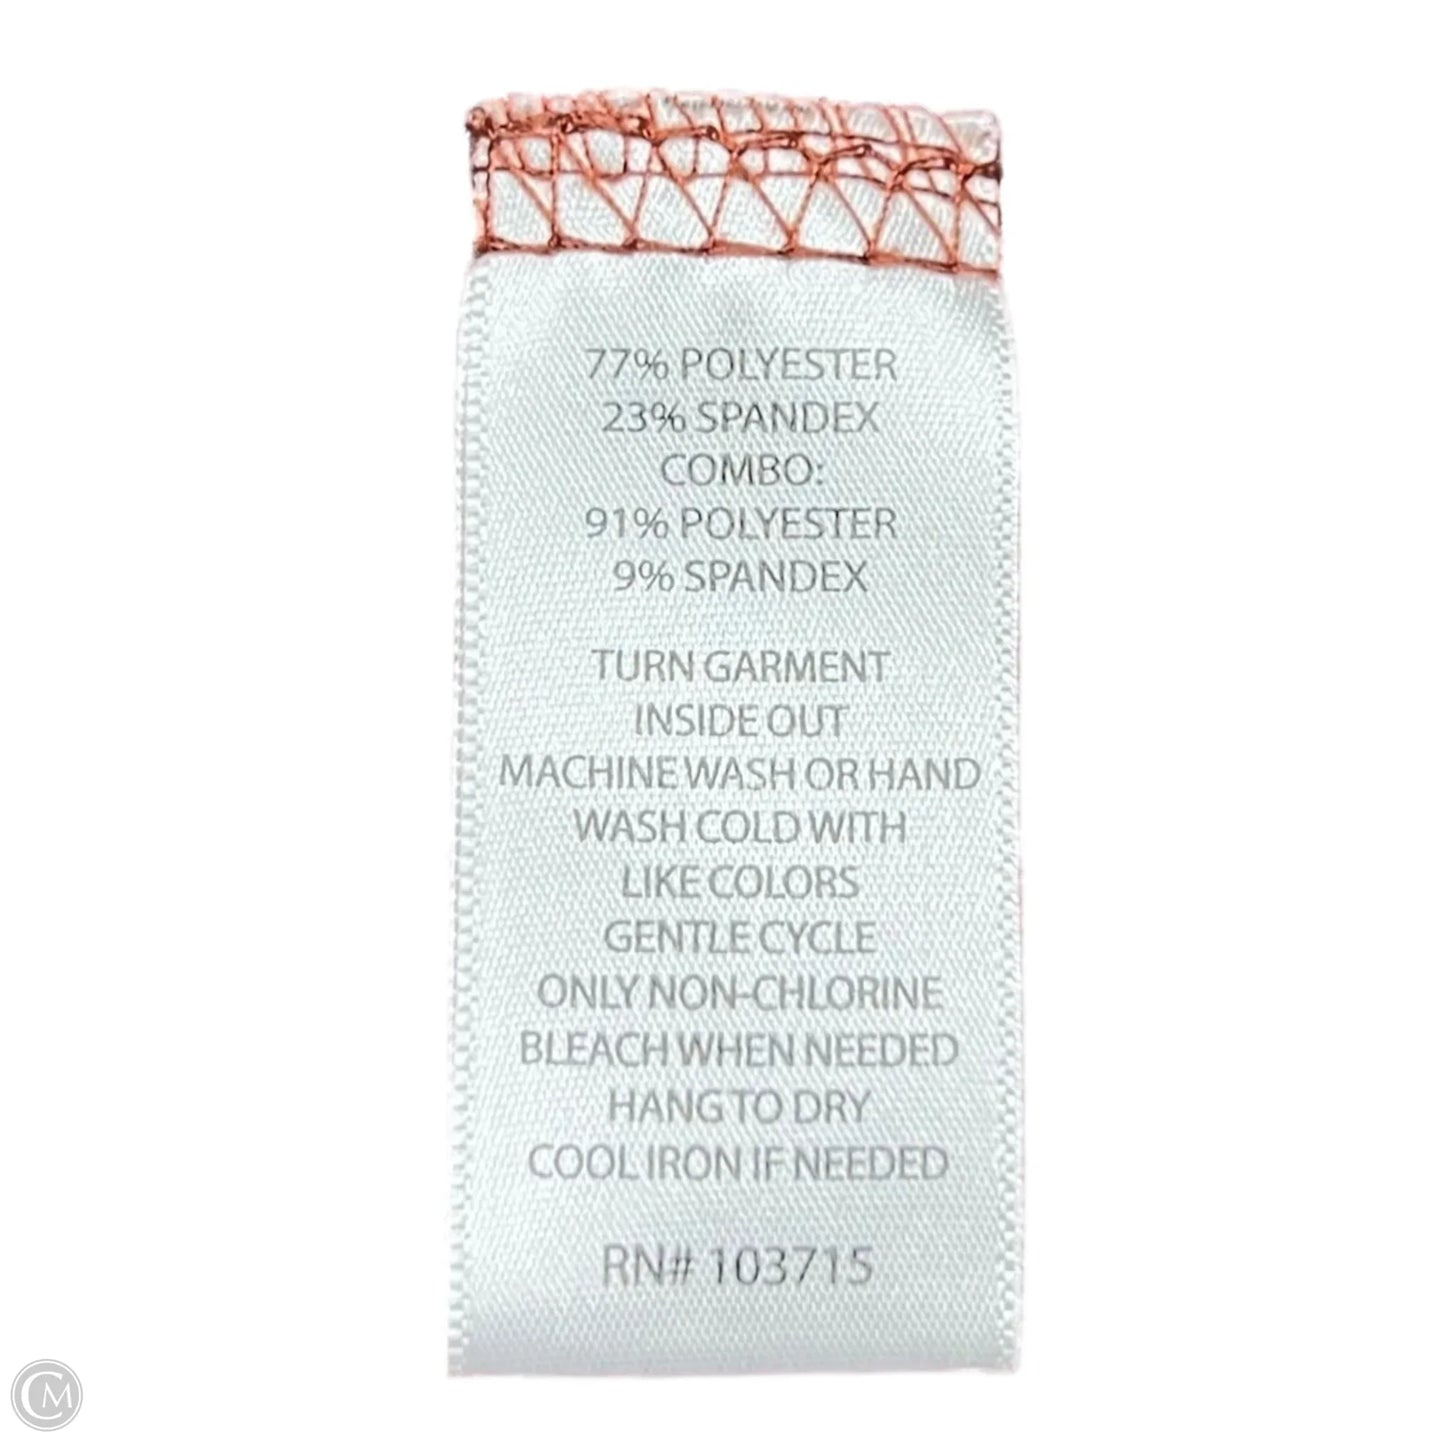 77% POLYESTER
23% SPANDEX
COMBO:
91% POLYESTER
9% SPANDEX
TURN GARMENT
INSIDE OUT
MACHINE WASH OR HAND
WASH COLD WITH
LIKE COLORS
GENTLE CYCLE
ONLY NON-CHLORINE
BLEACH WHEN NEEDED
HANG TO DRY
COOL IRON IF NEEDED
RN# 103715
CM